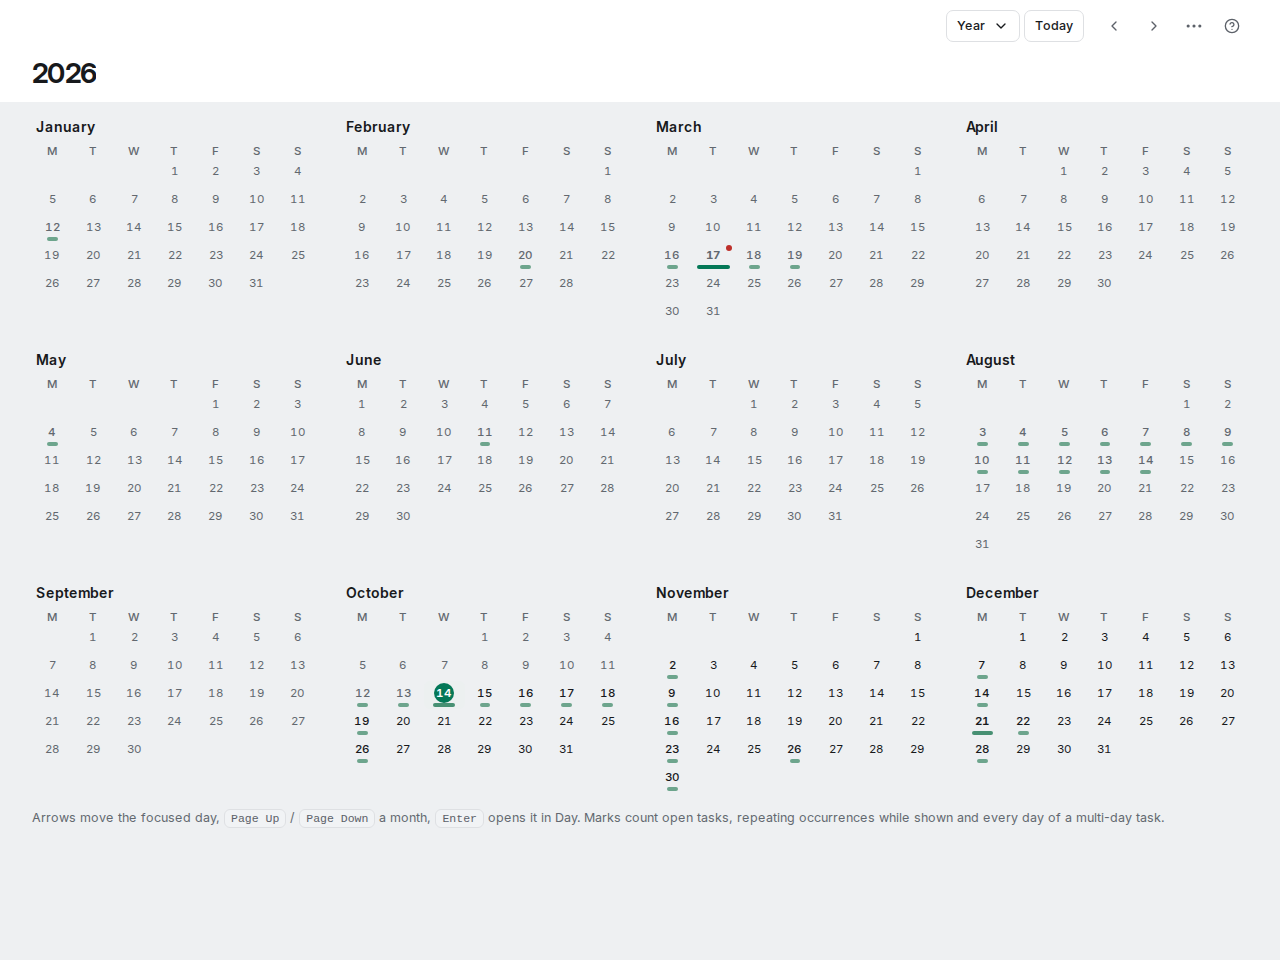 Year Today
2026
January February March April
M T W T F S S M T W T F S S M T W T F S S M T W T F S S
1 2 3 4 1 1 1 2 3 4 5
5 6 7 8 9 10 11 2 3 4 5 6 7 8 2 3 4 5 6 7 8 6 7 8 9 10 11 12
12 13 14 15 16 17 18 9 10 11 12 13 14 15 9 10 11 12 13 14 15 13 14 15 16 17 18 19
19 20 21 22 23 24 25 16 17 18 19 20 21 22 16 17 18 19 20 21 22 20 21 22 23 24 25 26
26 27 28 29 30 31 23 24 25 26 27 28 23 24 25 26 27 28 29 27 28 29 30
30 31
May June July August
M T W T F S S M T W T F S S M T W T F S S M T W T F S S
1 2 3 1 2 3 4 5 6 7 1 2 3 4 5 1 2
4 5 6 7 8 9 10 8 9 10 11 12 13 14 6 7 8 9 10 11 12 3 4 5 6 7 8 9
11 12 13 14 15 16 17 15 16 17 18 19 20 21 13 14 15 16 17 18 19 10 11 12 13 14 15 16
18 19 20 21 22 23 24 22 23 24 25 26 27 28 20 21 22 23 24 25 26 17 18 19 20 21 22 23
25 26 27 28 29 30 31 29 30 27 28 29 30 31 24 25 26 27 28 29 30
31
September October November December
M T W T F S S M T W T F S S M T W T F S S M T W T F S S
1 2 3 4 5 6 1 2 3 4 1 1 2 3 4 5 6
7 8 9 10 11 12 13 5 6 7 8 9 10 11 2 3 4 5 6 7 8 7 8 9 10 11 12 13
14 15 16 17 18 19 20 12 13 14 15 16 17 18 9 10 11 12 13 14 15 14 15 16 17 18 19 20
21 22 23 24 25 26 27 19 20 21 22 23 24 25 16 17 18 19 20 21 22 21 22 23 24 25 26 27
28 29 30 26 27 28 29 30 31 23 24 25 26 27 28 29 28 29 30 31
30
Arrows move the focused day, Page Up / Page Down a month, Enter opens it in Day. Marks count open tasks, repeating occurrences while shown and every day of a multi-day task.